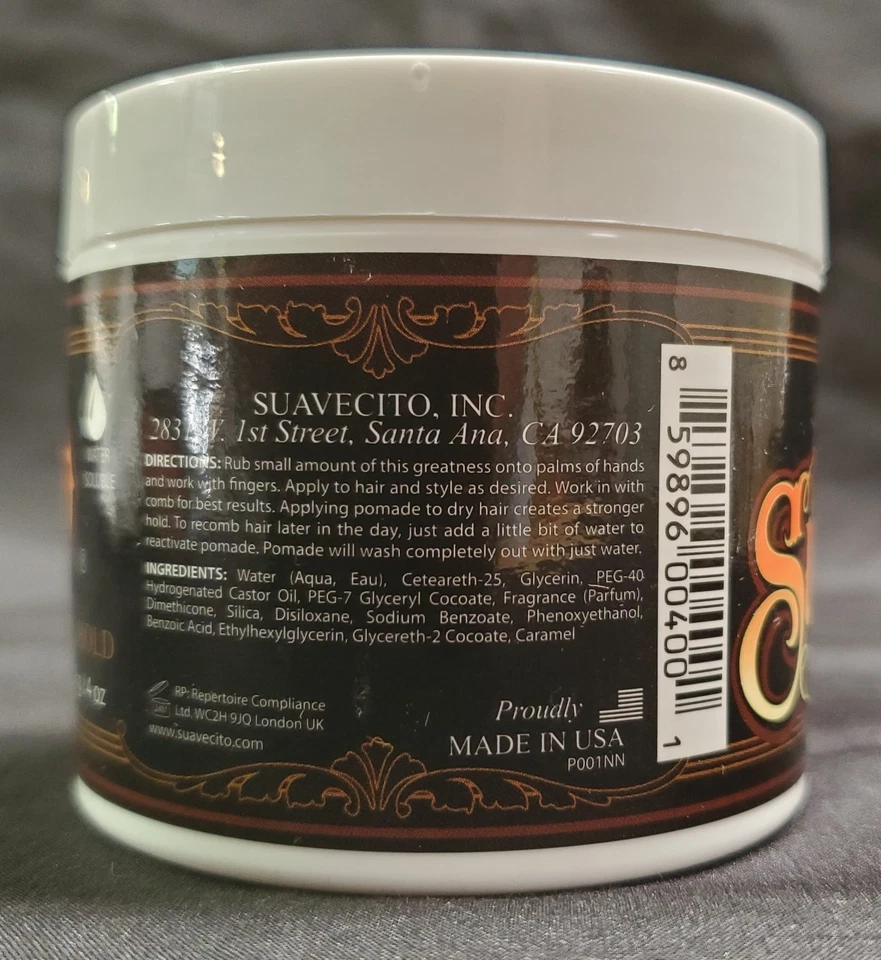 SUAVECITO, INC.
1st Street, Santa Ana, CA 92703
DIRECTIONS: Rub small amount of this greatness onto palms of hands
and work with fingers. Apply to hair and style as desired. Work in with
comb for best results. Applying pomade to dry hair creates a stronger
hold. To recomb hair later in the day, just add a little bit of water to
reactivate pomade. Pomade will wash completely out with just water.
INGREDIENTS: Water (Aqua, Eau), Ceteareth-25, Glycerin, PEG-40
Hydrogenated Castor Oil, PEG-7 Glyceryl Cocoate, Fragrance (Parfum),
Dimethicone, Silica, Disiloxane, Sodium Benzoate, Phenoxyethanol,
Benzoic Acid, Ethylhexylglycerin, Glycereth-2 Cocoate, Caramel
RP: Repertoire Compliance
Ltd. WC2H 9JQ London UK
www.suavecito.com
Proudly
MADE IN USA
P001NN
8 59896 00400 1
WATER
SOLUBLE
4 oz